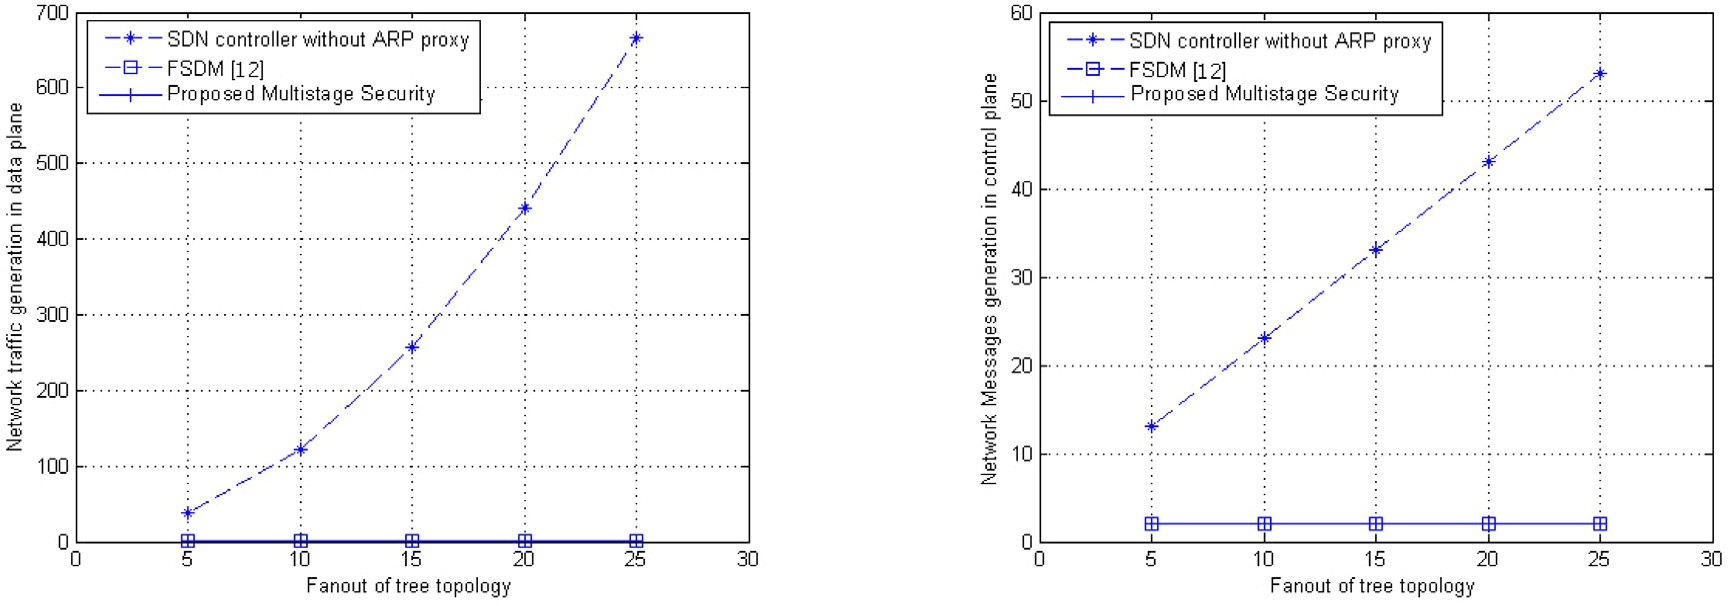 700
600
500
400
300
200
100
0
Network traffic generation in data plane
SDN controller without ARP proxy
FSDM [12]
Proposed Multistage Security
0 5 10 15 20 25 30
Fanout of tree topology
60
50
40
30
20
10
0
Network Messages generation in control plane
SDN controller without ARP proxy
FSDM [12]
Proposed Multistage Security
0 5 10 15 20 25 30
Fanout of tree topology